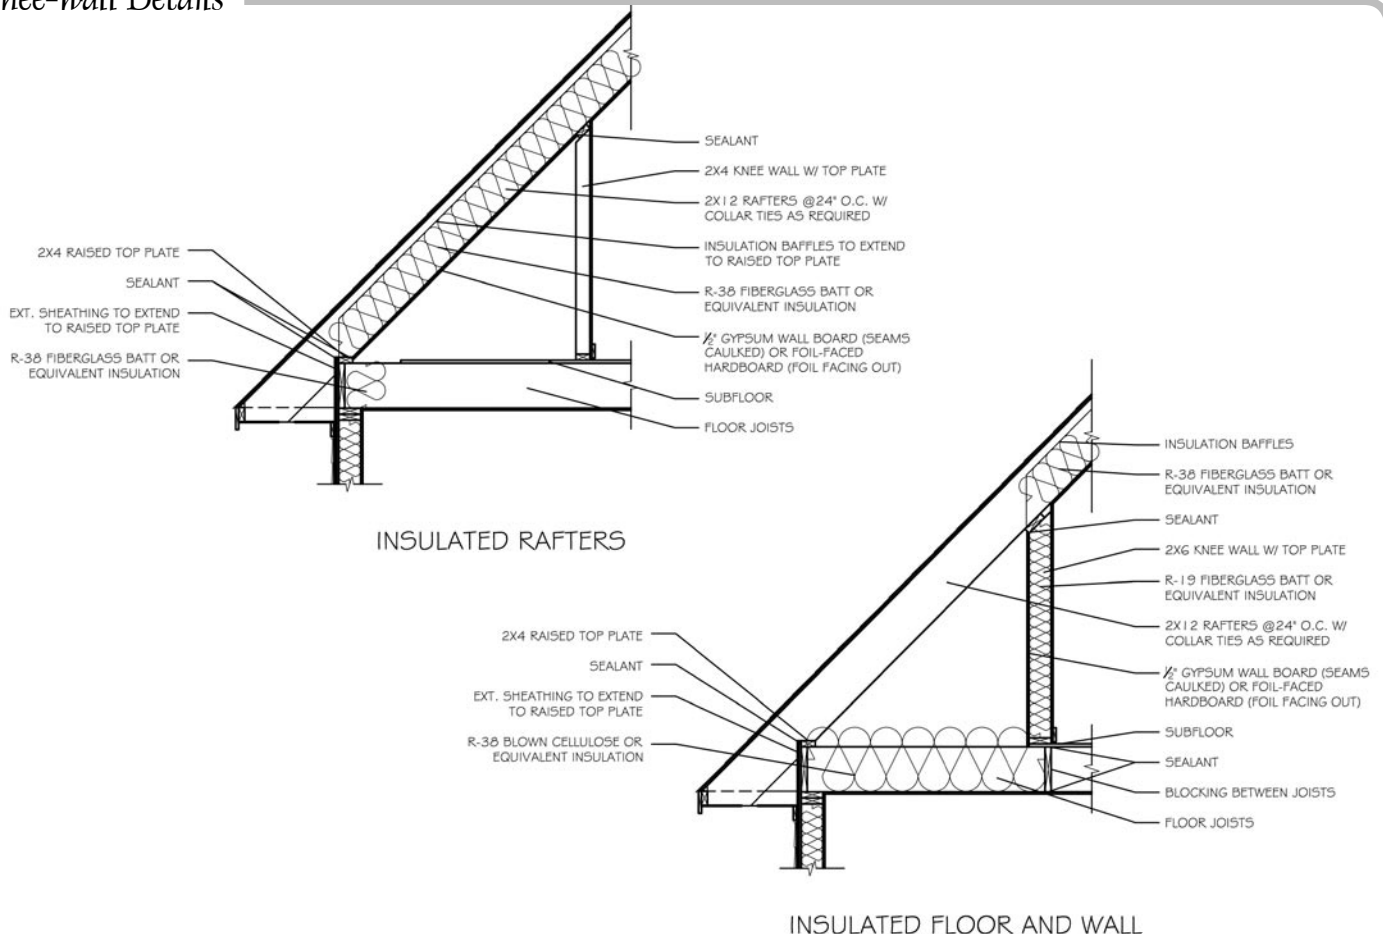 Knee-wall Details
SEALANT
2X4 KNEE WALL W/ TOP PLATE
2X12 RAFTERS @24" O.C. W/
COLLAR TIES AS REQUIRED
INSULATION BAFFLES TO EXTEND
TO RAISED TOP PLATE
R-38 FIBERGLASS BATT OR
EQUIVALENT INSULATION
½" GYPSUM WALL BOARD (SEAMS
CAULKED) OR FOIL-FACED
HARDBOARD (FOIL FACING OUT)
SUBFLOOR
FLOOR JOISTS
2X4 RAISED TOP PLATE
SEALANT
EXT. SHEATHING TO EXTEND
TO RAISED TOP PLATE
R-38 FIBERGLASS BATT OR
EQUIVALENT INSULATION
INSULATED RAFTERS
INSULATION BAFFLES
R-38 FIBERGLASS BATT OR
EQUIVALENT INSULATION
SEALANT
2X6 KNEE WALL W/ TOP PLATE
R-19 FIBERGLASS BATT OR
EQUIVALENT INSULATION
2X12 RAFTERS @24" O.C. W/
COLLAR TIES AS REQUIRED
½" GYPSUM WALL BOARD (SEAMS
CAULKED) OR FOIL-FACED
HARDBOARD (FOIL FACING OUT)
SUBFLOOR
SEALANT
BLOCKING BETWEEN JOISTS
FLOOR JOISTS
2X4 RAISED TOP PLATE
SEALANT
EXT. SHEATHING TO EXTEND
TO RAISED TOP PLATE
R-38 BLOWN CELLULOSE OR
EQUIVALENT INSULATION
INSULATED FLOOR AND WALL